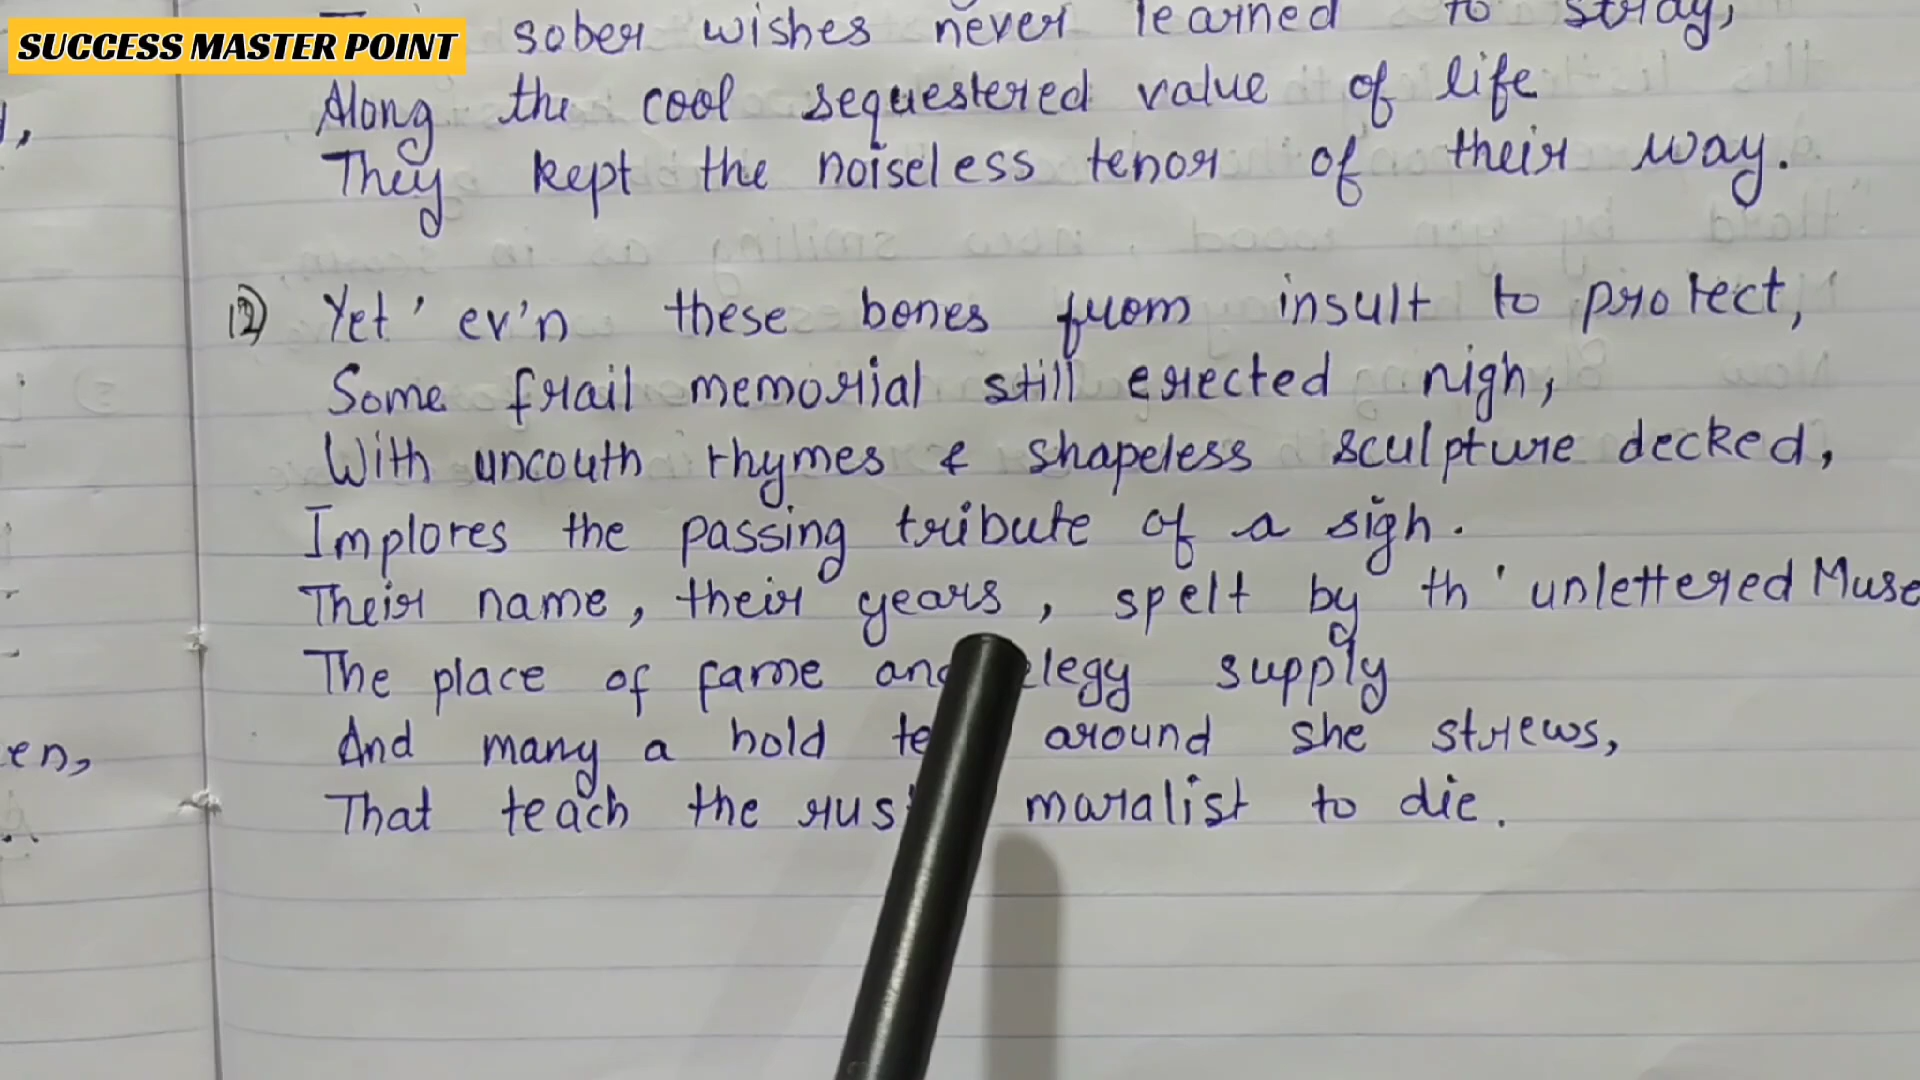 SUCCESS MASTER POINT
sober wishes never learned to stray,
Along the cool sequestered value of life
They kept the noiseless tenor of their way.
12) Yet' ev'n these bones from insult to protect,
Some frail memorial still erected nigh,
With uncouth rhymes & shapeless sculpture decked,
Implores the passing tribute of a sigh.
Their name, their years, spelt by th' unlettered Muse
The place of fame and elegy supply
And many a hold te around she strews,
That teach the rus maralist to die.
en,